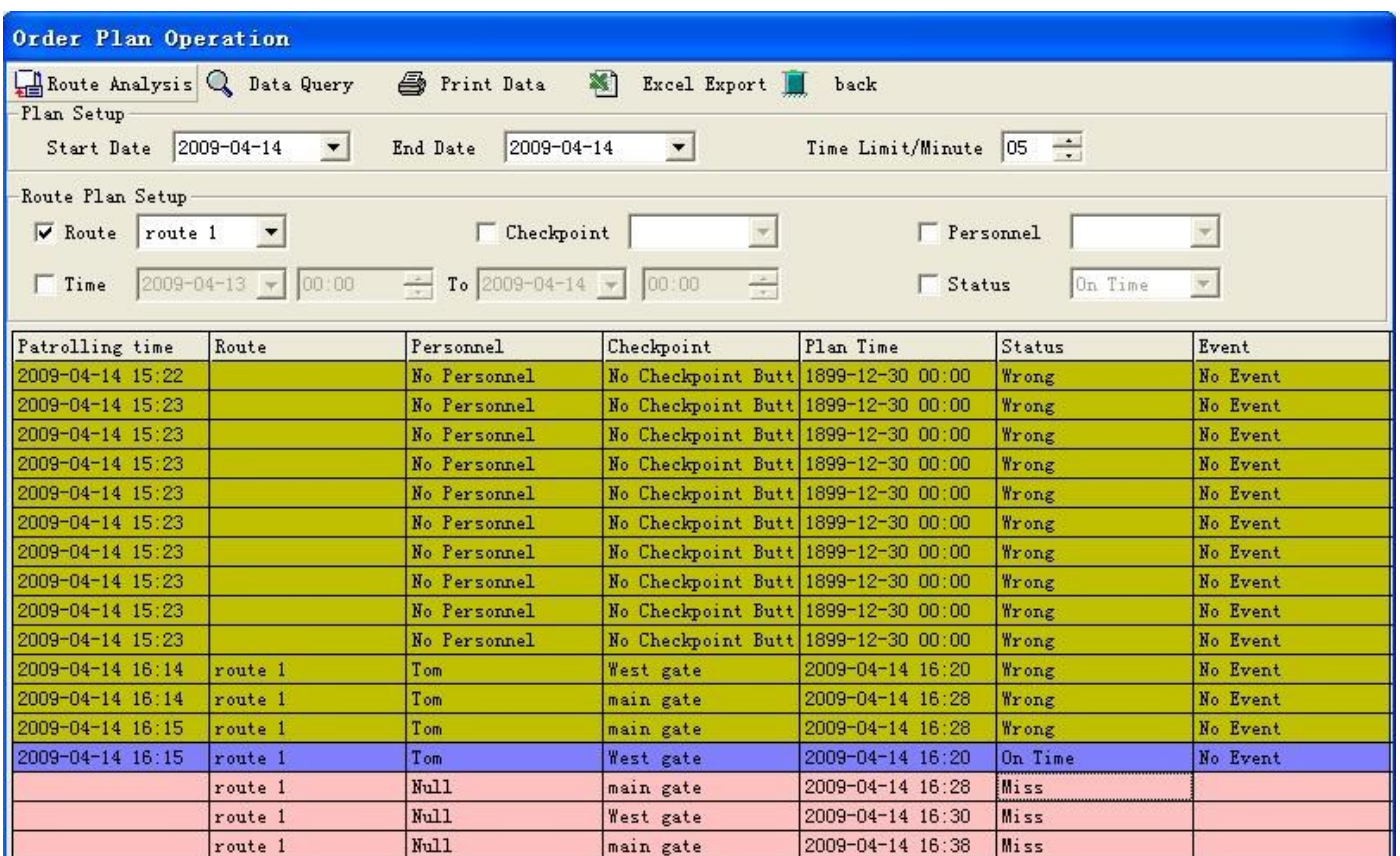 Order Plan Operation
Route Analysis Data Query Print Data Excel Export back
Plan Setup
Start Date 2009-04-14 End Date 2009-04-14 Time Limit/Minute 05
Route Plan Setup
Route route 1 Checkpoint Personnel
Time 2009-04-13 00:00 To 2009-04-14 00:00 Status On Time
Patrolling time Route Personnel Checkpoint Plan Time Status Event
2009-04-14 15:22 No Personnel No Checkpoint Butt 1899-12-30 00:00 Wrong No Event
2009-04-14 15:23 No Personnel No Checkpoint Butt 1899-12-30 00:00 Wrong No Event
2009-04-14 15:23 No Personnel No Checkpoint Butt 1899-12-30 00:00 Wrong No Event
2009-04-14 15:23 No Personnel No Checkpoint Butt 1899-12-30 00:00 Wrong No Event
2009-04-14 15:23 No Personnel No Checkpoint Butt 1899-12-30 00:00 Wrong No Event
2009-04-14 15:23 No Personnel No Checkpoint Butt 1899-12-30 00:00 Wrong No Event
2009-04-14 15:23 No Personnel No Checkpoint Butt 1899-12-30 00:00 Wrong No Event
2009-04-14 15:23 No Personnel No Checkpoint Butt 1899-12-30 00:00 Wrong No Event
2009-04-14 15:23 No Personnel No Checkpoint Butt 1899-12-30 00:00 Wrong No Event
2009-04-14 15:23 No Personnel No Checkpoint Butt 1899-12-30 00:00 Wrong No Event
2009-04-14 16:14 route 1 Tom West gate 2009-04-14 16:20 Wrong No Event
2009-04-14 16:14 route 1 Tom main gate 2009-04-14 16:28 Wrong No Event
2009-04-14 16:15 route 1 Tom main gate 2009-04-14 16:28 Wrong No Event
2009-04-14 16:15 route 1 Tom West gate 2009-04-14 16:20 On Time No Event
route 1 Null main gate 2009-04-14 16:28 Miss
route 1 Null West gate 2009-04-14 16:30 Miss
route 1 Null main gate 2009-04-14 16:38 Miss